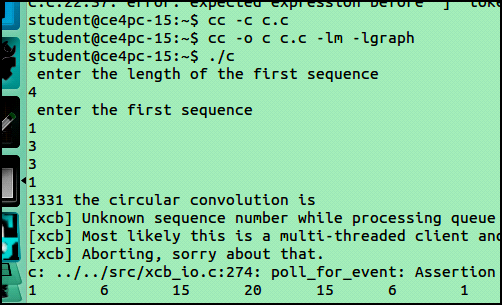 c.c:22:37: error: expected expression before ‘]’ token
student@ce4pc-15:~$ cc -c c.c
student@ce4pc-15:~$ cc -o c c.c -lm -lgraph
student@ce4pc-15:~$ ./c
enter the length of the first sequence
4
enter the first sequence
1
3
3
1
1331 the circular convolution is
[xcb] Unknown sequence number while processing queue
[xcb] Most likely this is a multi-threaded client and
[xcb] Aborting, sorry about that.
c: ../../src/xcb_io.c:274: poll_for_event: Assertion
1 6 15 20 15 6 1